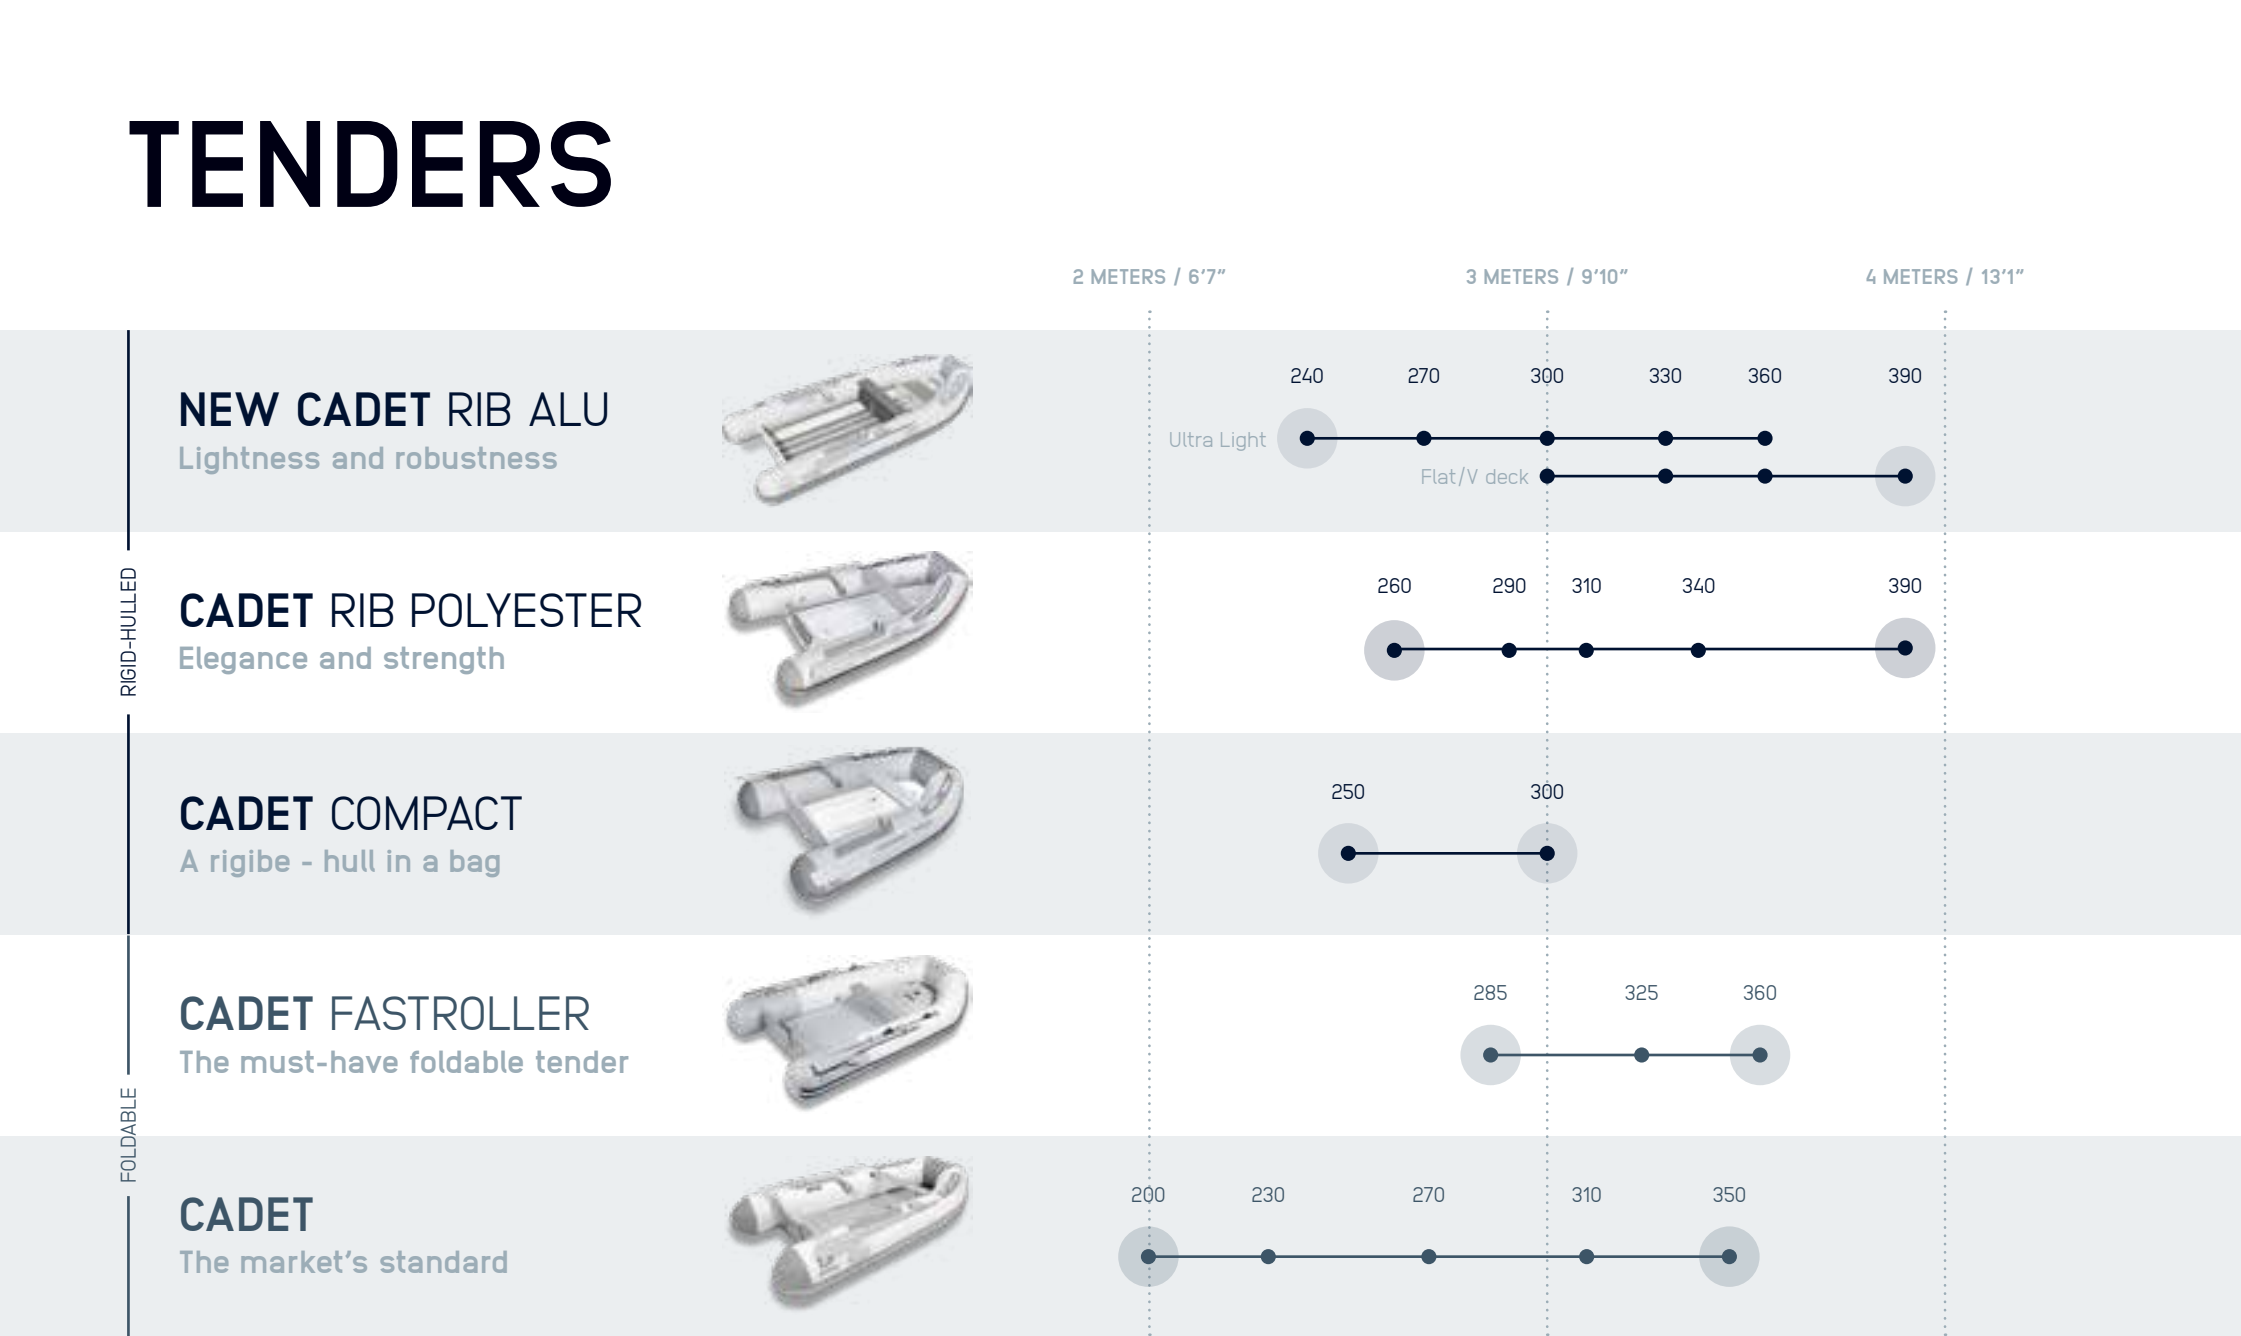 TENDERS
2 METERS / 6'7" 3 METERS / 9'10" 4 METERS / 13'1"
RIGID-HULLED
NEW CADET RIB ALU
Lightness and robustness
240 270 300 330 360 390
Ultra Light
Flat/V deck
CADET RIB POLYESTER
Elegance and strength
260 290 310 340 390
CADET COMPACT
A rigibe - hull in a bag
250 300
FOLDABLE
CADET FASTROLLER
The must-have foldable tender
285 325 360
CADET
The market's standard
200 230 270 310 350